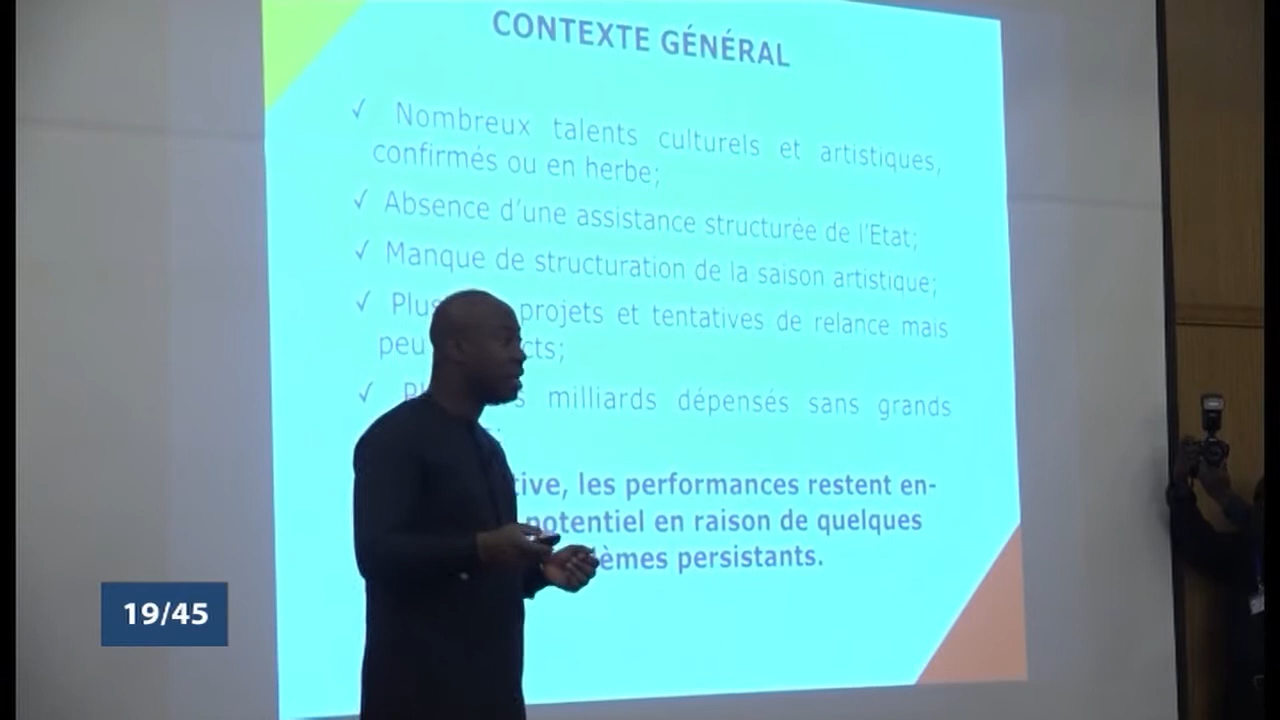 CONTEXTE GÉNÉRAL
✓ Nombreux talents culturels et artistiques,
confirmés ou en herbe;
✓ Absence d'une assistance structurée de l'Etat;
✓ Manque de structuration de la saison artistique;
✓ projets et tentatives de relance mais
peu
✓ milliards dépensés sans grands
les performances restent en-
potentiel en raison de quelques
persistants.
19/45